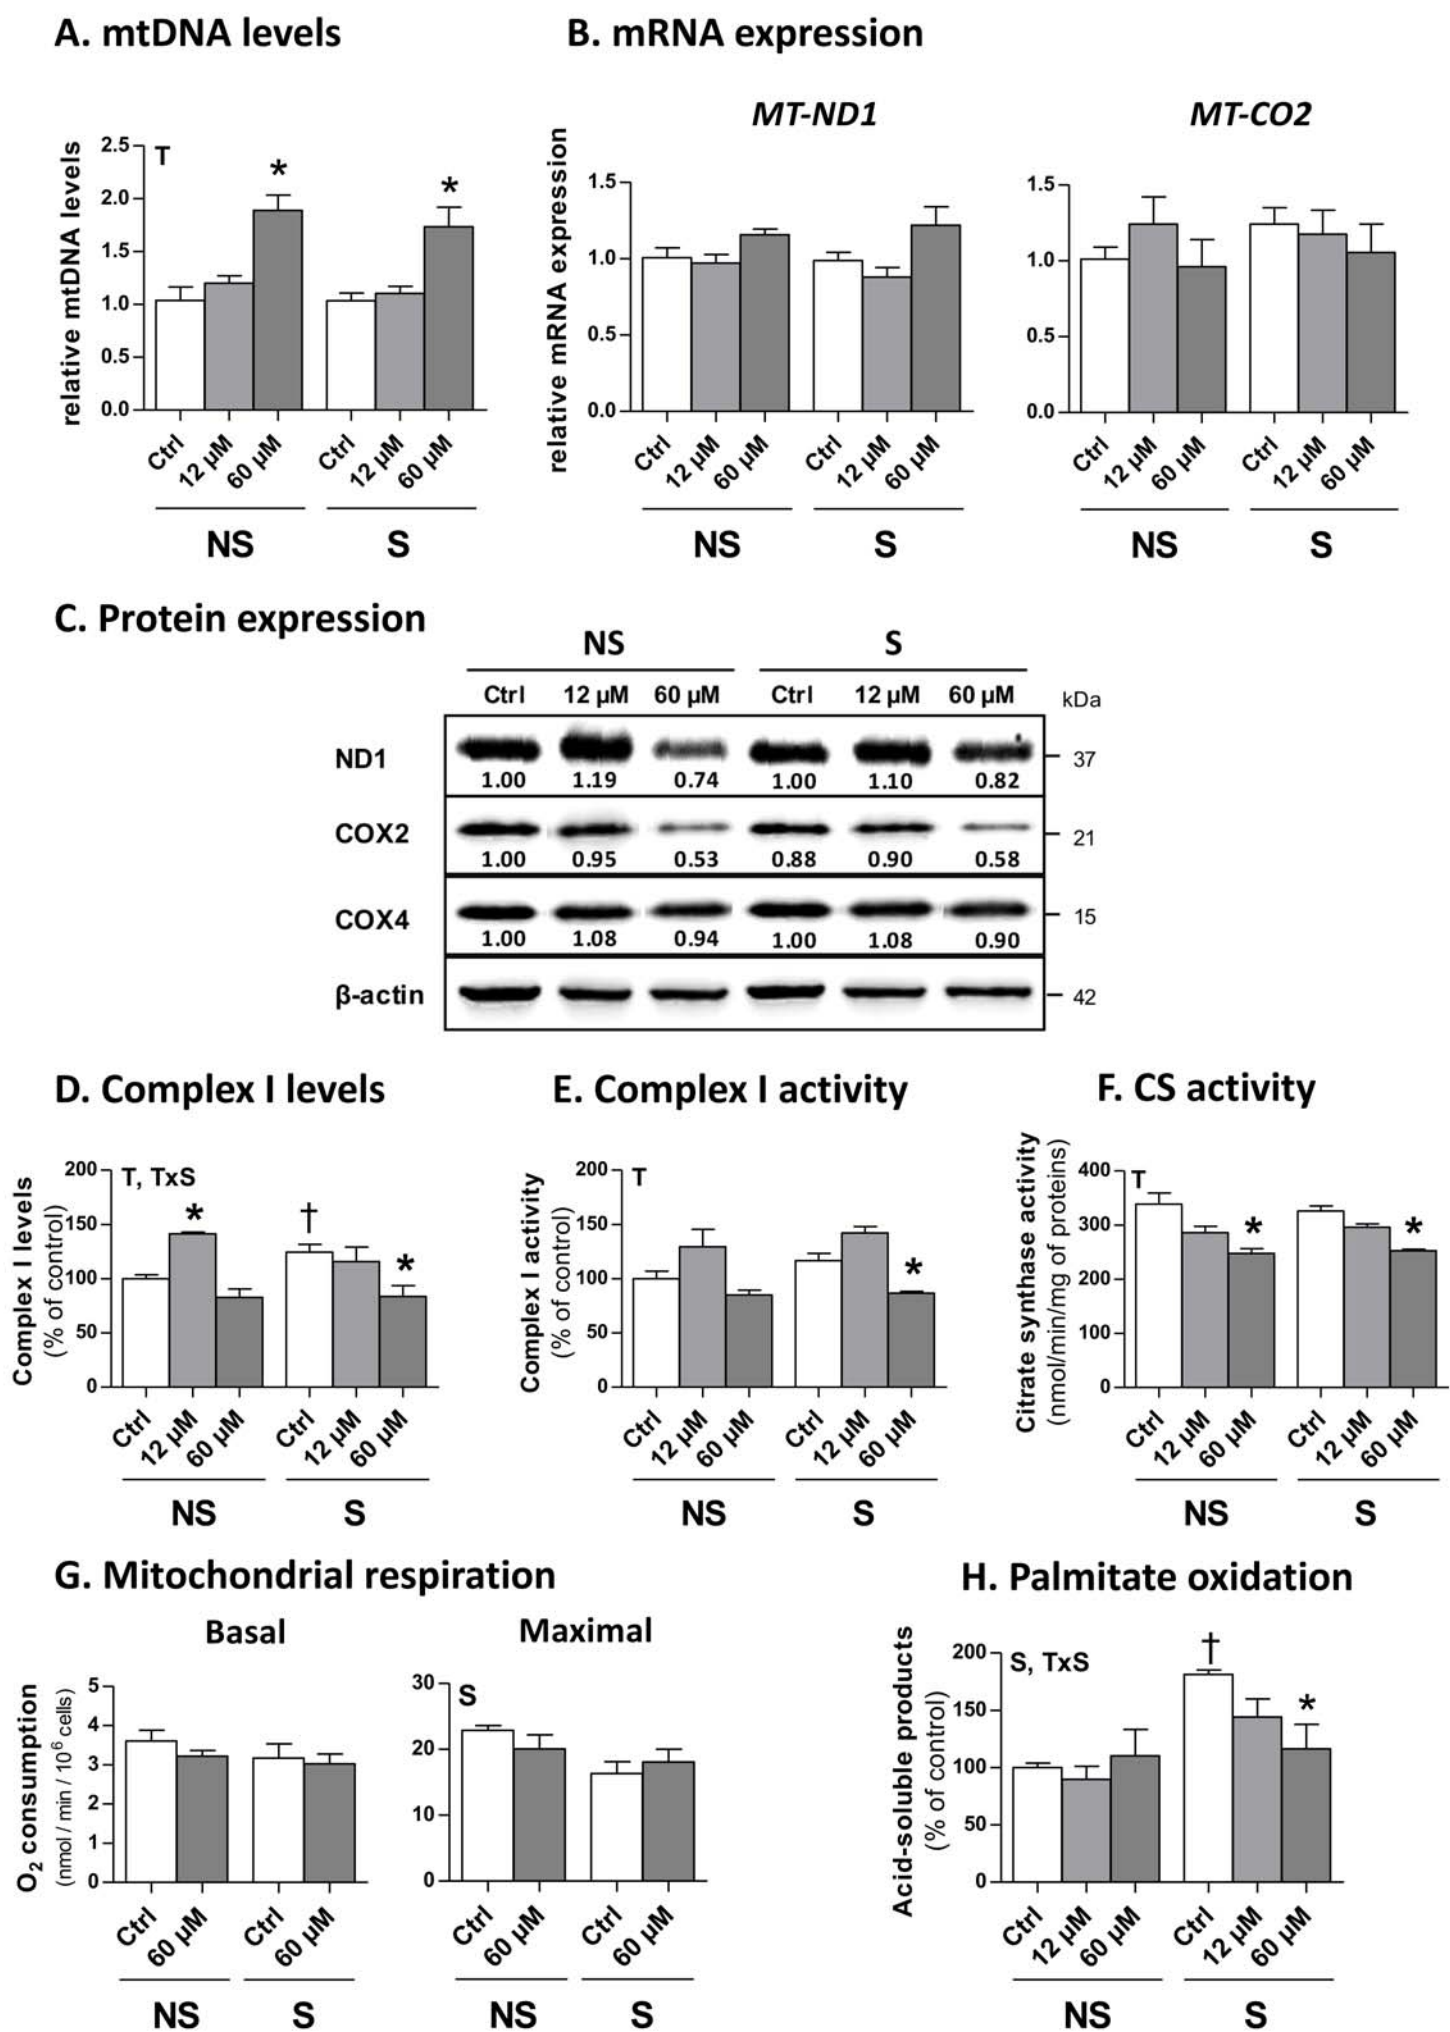 A. mtDNA levels
B. mRNA expression
relative mtDNA levels
2.5
2.0
1.5
1.0
0.5
0.0
T
*
*
Ctrl 12 µM 60 µM Ctrl 12 µM 60 µM
NS S
MT-ND1
relative mRNA expression
1.5
1.0
0.5
0.0
Ctrl 12 µM 60 µM Ctrl 12 µM 60 µM
NS S
MT-CO2
1.5
1.0
0.5
0.0
Ctrl 12 µM 60 µM Ctrl 12 µM 60 µM
NS S
C. Protein expression
NS S
Ctrl 12 µM 60 µM Ctrl 12 µM 60 µM kDa
ND1 37
1.00 1.19 0.74 1.00 1.10 0.82
COX2 21
1.00 0.95 0.53 0.88 0.90 0.58
COX4 15
1.00 1.08 0.94 1.00 1.08 0.90
β-actin 42
D. Complex I levels
Complex I levels
(% of control)
200
150
100
50
0
T, TxS
*
†
*
Ctrl 12 µM 60 µM Ctrl 12 µM 60 µM
NS S
E. Complex I activity
Complex I activity
(% of control)
200
150
100
50
0
T
*
Ctrl 12 µM 60 µM Ctrl 12 µM 60 µM
NS S
F. CS activity
Citrate synthase activity
(nmol/min/mg of proteins)
400
300
200
100
0
T
*
*
Ctrl 12 µM 60 µM Ctrl 12 µM 60 µM
NS S
G. Mitochondrial respiration
Basal
O2 consumption
(nmol / min / 10^6 cells)
5
4
3
2
1
0
Ctrl 60 µM Ctrl 60 µM
NS S
Maximal
30
20
10
0
S
Ctrl 60 µM Ctrl 60 µM
NS S
H. Palmitate oxidation
Acid-soluble products
(% of control)
200
150
100
50
0
S, TxS
†
*
Ctrl 12 µM 60 µM Ctrl 12 µM 60 µM
NS S